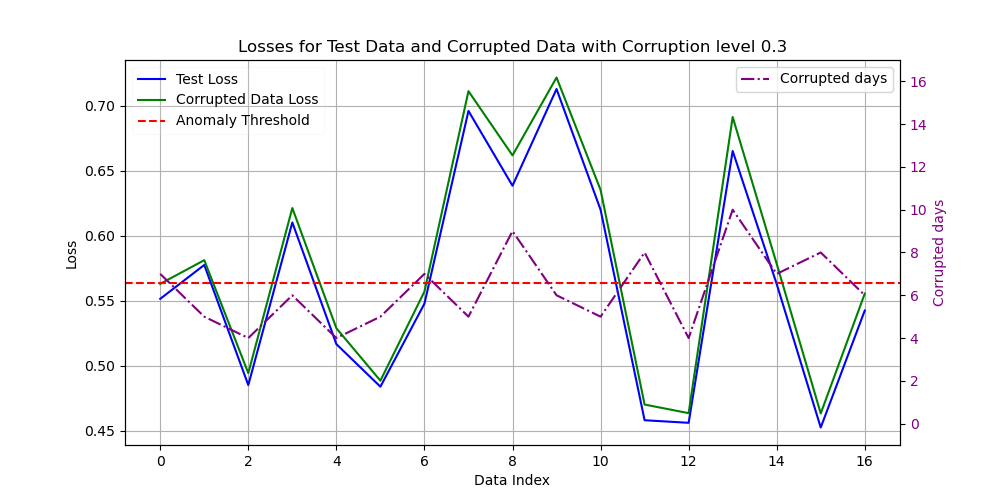 Losses for Test Data and Corrupted Data with Corruption level 0.3
Test Loss
Corrupted Data Loss
Anomaly Threshold
Corrupted days
0.70
0.65
0.60
0.55
0.50
0.45
Loss
16
14
12
10
8
6
4
2
0
Corrupted days
0 2 4 6 8 10 12 14 16
Data Index